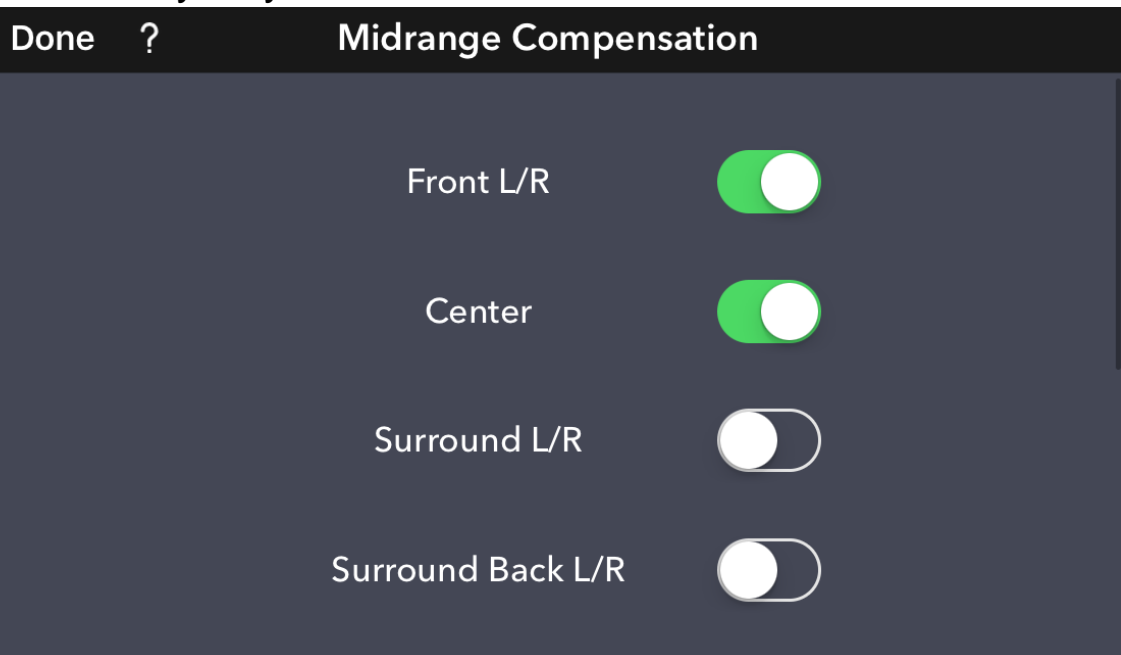 Done ? Midrange Compensation
Front L/R
Center
Surround L/R
Surround Back L/R